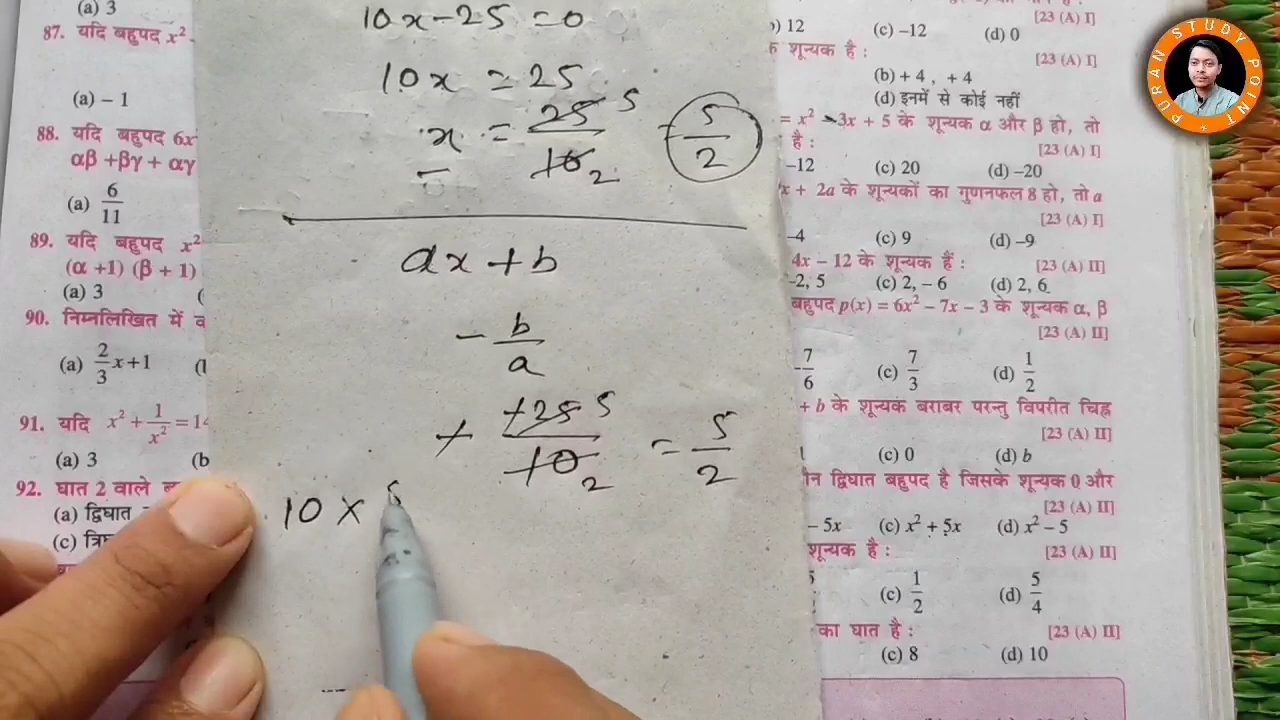 (a) 3
87. यदि बहुपद x²
(a) – 1
88. यदि बहुपद 6x
αβ + βγ + αγ
(a) 6/11
89. यदि बहुपद x²
(α +1) (β + 1)
(a) 3
90. निम्नलिखित में
(a) 2/3 x+1
91. यदि x² + 1/x² = 14
(a) 3 (b
92. घात 2 वाले
(a) द्विघात
(c)
10x – 25 = 0
10x = 25
x = 25 5 / 10 2 = 5/2
ax + b
– b/a
+ +25 5 / +10 2 = 5/2
10 × 5
) 12 (c) –12 (d) 0
[23 (A) I]
के शून्यक है :
[23 (A) I]
(b) + 4 , + 4
(d) इनमें से कोई नहीं
= x² – 3x + 5 के शून्यक α और β हो, तो
है : [23 (A) I]
–12 (c) 20 (d) –20
x + 2a के शून्यकों का गुणनफल 8 हो, तो a
[23 (A) I]
–4 (c) 9 (d) –9
4x – 12 के शून्यक हैं : [23 (A) II]
–2, 5 (c) 2, – 6 (d) 2, 6
बहुपद p(x) = 6x² – 7x – 3 के शून्यक α, β
[23 (A) II]
– 7/6 (c) 7/3 (d) 1/2
+ b के शून्यक बराबर परन्तु विपरीत चिह्न
[23 (A) II]
(c) 0 (d) b
द्विघात बहुपद है जिसके शून्यक 0 और
[23 (A) II]
– 5x (c) x² + 5x (d) x² – 5
शून्यक है : [23 (A) II]
(c) 1/2 (d) 5/4
का घात है : [23 (A) II]
(c) 8 (d) 10
PURAN STUDY POINT